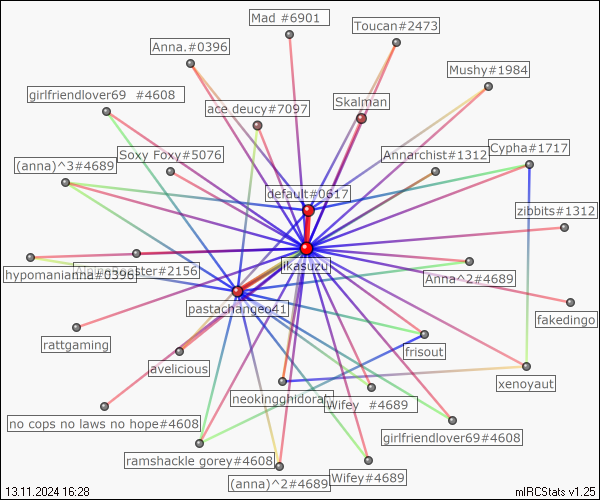 Mad #6901
Toucan#2473
Anna.#0396
Mushy#1984
girlfriendlover69 #4608
ace deucy#7097
Skalman
Soxy Foxy#5076
Annarchist#1312
Cypha#1717
(anna)^3#4689
default#0617
zibbits#1312
ikasuzu
hypomanianna#0396
#2156
Anna^2#4689
pastachangeo41
fakedingo
rattgaming
frisout
avelicious
xenoyaut
neokingghidorah
Wifey #4689
no cops no laws no hope#4608
girlfriendlover69#4608
ramshackle gorey#4608
(anna)^2#4689
Wifey#4689
13.11.2024 16:28
mIRCStats v1.25